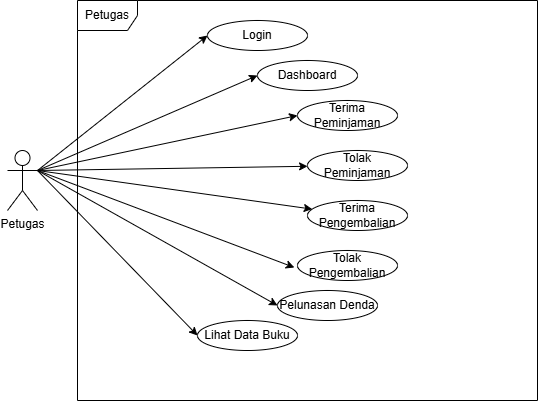 Petugas
Login
Dashboard
Terima
Peminjaman
Tolak
Peminjaman
Terima
Pengembalian
Tolak
Pengembalian
Pelunasan Denda
Lihat Data Buku
Petugas